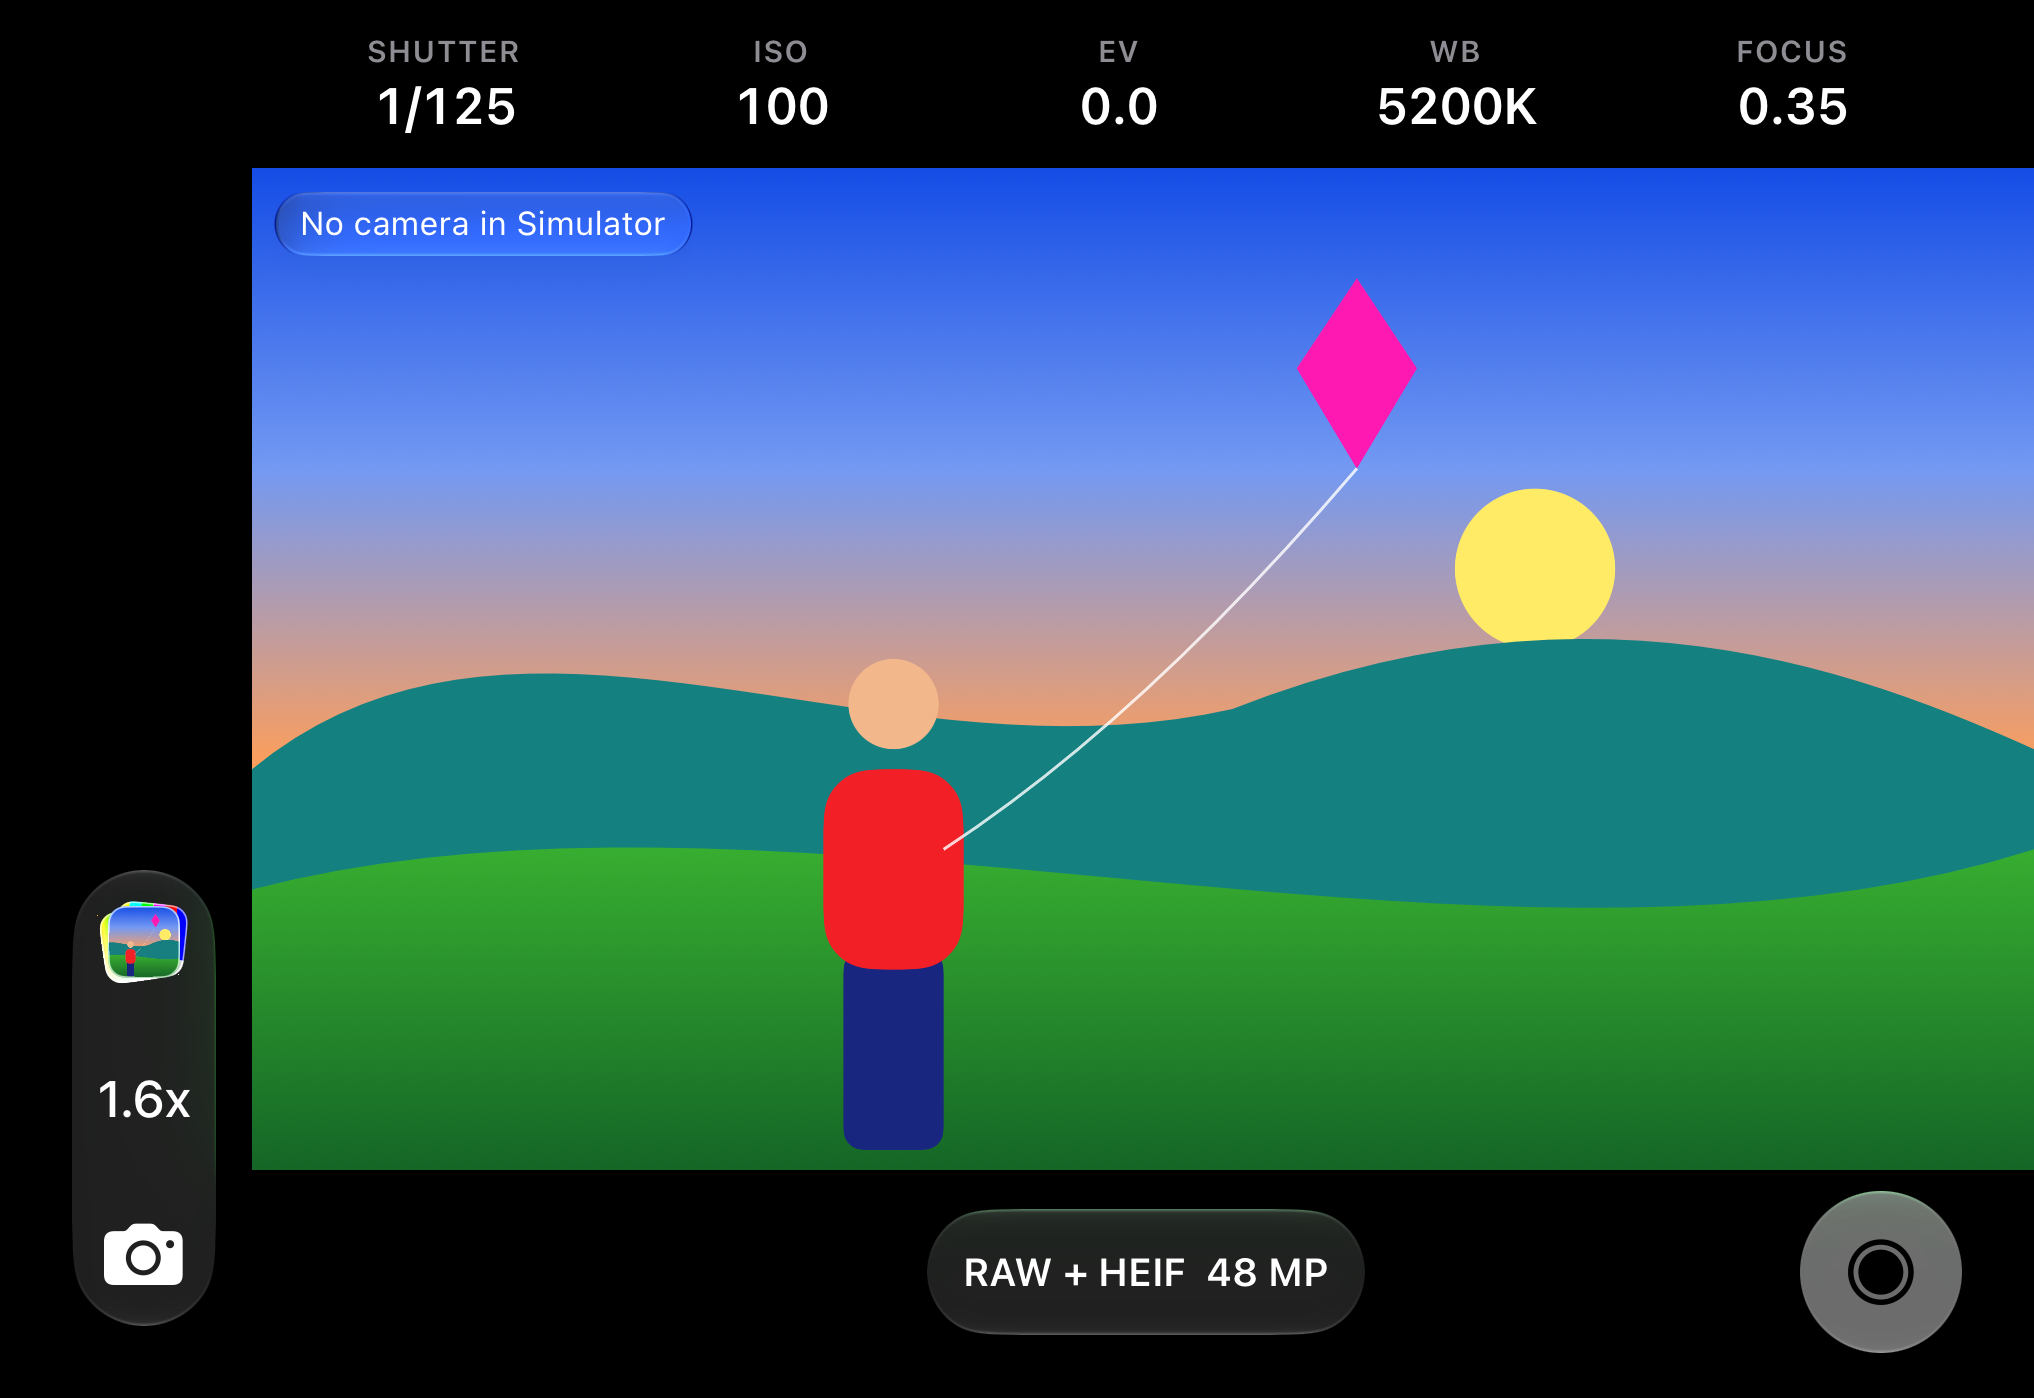 SHUTTER ISO EV WB FOCUS
1/125 100 0.0 5200K 0.35
No camera in Simulator
1.6x
RAW + HEIF 48 MP